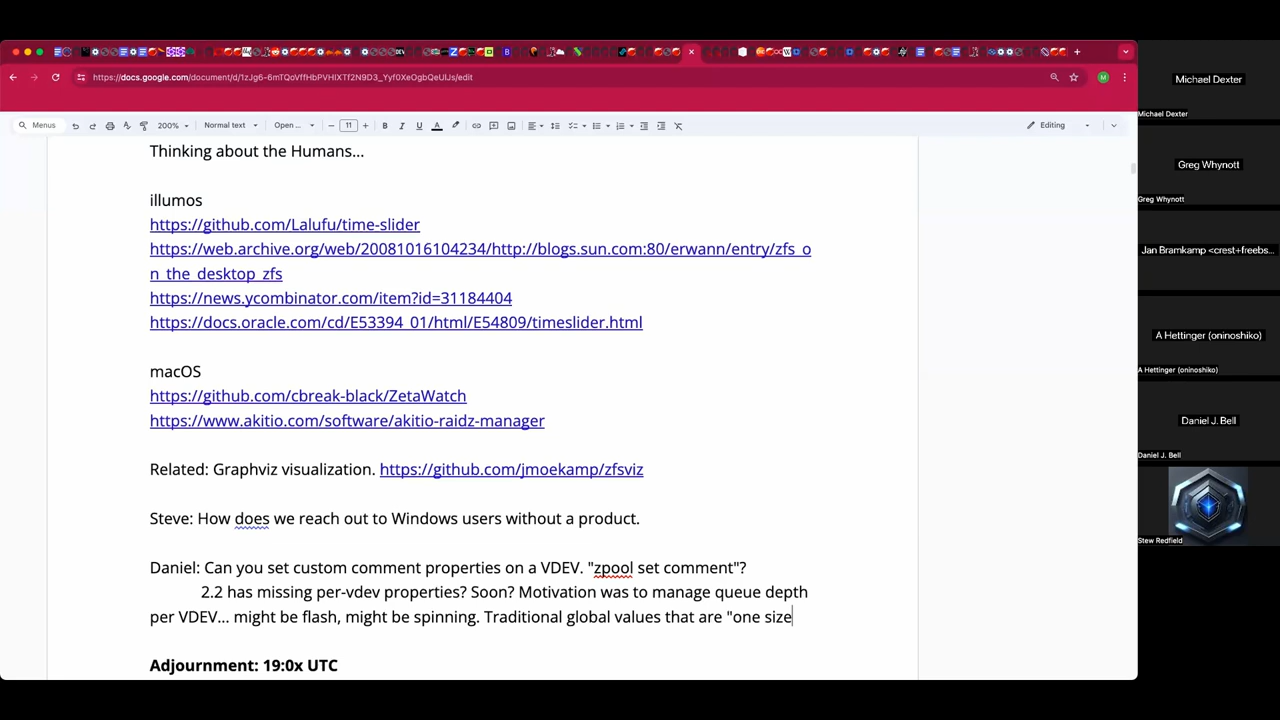 DEV
https://docs.google.com/document/d/1zJg6-6mTQoVffHbPVHIXTf2N9D3_Yyf0XeOgbQeUIJs/edit
M
Menus
200%
Normal text
Open ...
11
Editing
Thinking about the Humans...
illumos
https://github.com/Lalufu/time-slider
https://web.archive.org/web/20081016104234/http://blogs.sun.com:80/erwann/entry/zfs_o
n_the_desktop_zfs
https://news.ycombinator.com/item?id=31184404
https://docs.oracle.com/cd/E53394_01/html/E54809/timeslider.html
macOS
https://github.com/cbreak-black/ZetaWatch
https://www.akitio.com/software/akitio-raidz-manager
Related: Graphviz visualization. https://github.com/jmoekamp/zfsviz
Steve: How does we reach out to Windows users without a product.
Daniel: Can you set custom comment properties on a VDEV. "zpool set comment"?
2.2 has missing per-vdev properties? Soon? Motivation was to manage queue depth
per VDEV... might be flash, might be spinning. Traditional global values that are "one size
Adjournment: 19:0x UTC
Michael Dexter
Michael Dexter
Greg Whynott
Greg Whynott
Jan Bramkamp <crest+freebs...
A Hettinger (oninoshiko)
A Hettinger (oninoshiko)
Daniel J. Bell
Daniel J. Bell
Stew Redfield